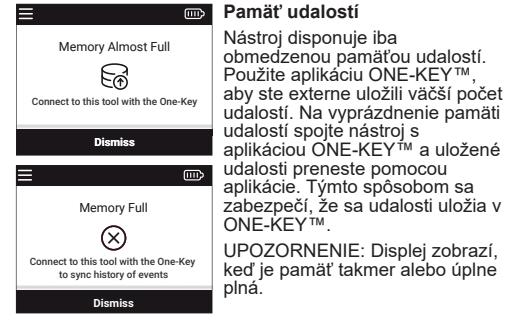 Memory Almost Full
Connect to this tool with the One-Key
Dismiss
Memory Full
Connect to this tool with the One-Key
to sync history of events
Dismiss
Pamäť udalostí
Nástroj disponuje iba
obmedzenou pamäťou udalostí.
Použite aplikáciu ONE-KEY™,
aby ste externe uložili väčší počet
udalostí. Na vyprázdnenie pamäti
udalostí spojte nástroj s
aplikáciou ONE-KEY™ a uložené
udalosti preneste pomocou
aplikácie. Týmto spôsobom sa
zabezpečí, že sa udalosti uložia v
ONE-KEY™.
UPOZORNENIE: Displej zobrazí,
keď je pamäť takmer alebo úplne
plná.